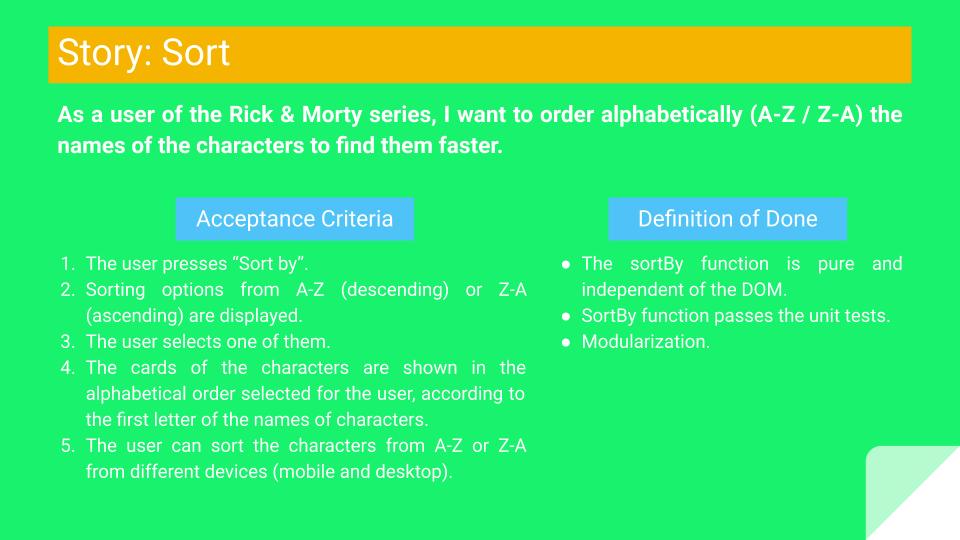 Story: Sort
As a user of the Rick & Morty series, I want to order alphabetically (A-Z / Z-A) the
names of the characters to find them faster.
Acceptance Criteria
1. The user presses “Sort by”.
2. Sorting options from A-Z (descending) or Z-A
(ascending) are displayed.
3. The user selects one of them.
4. The cards of the characters are shown in the
alphabetical order selected for the user, according to
the first letter of the names of characters.
5. The user can sort the characters from A-Z or Z-A
from different devices (mobile and desktop).
Definition of Done
● The sortBy function is pure and
independent of the DOM.
● SortBy function passes the unit tests.
● Modularization.